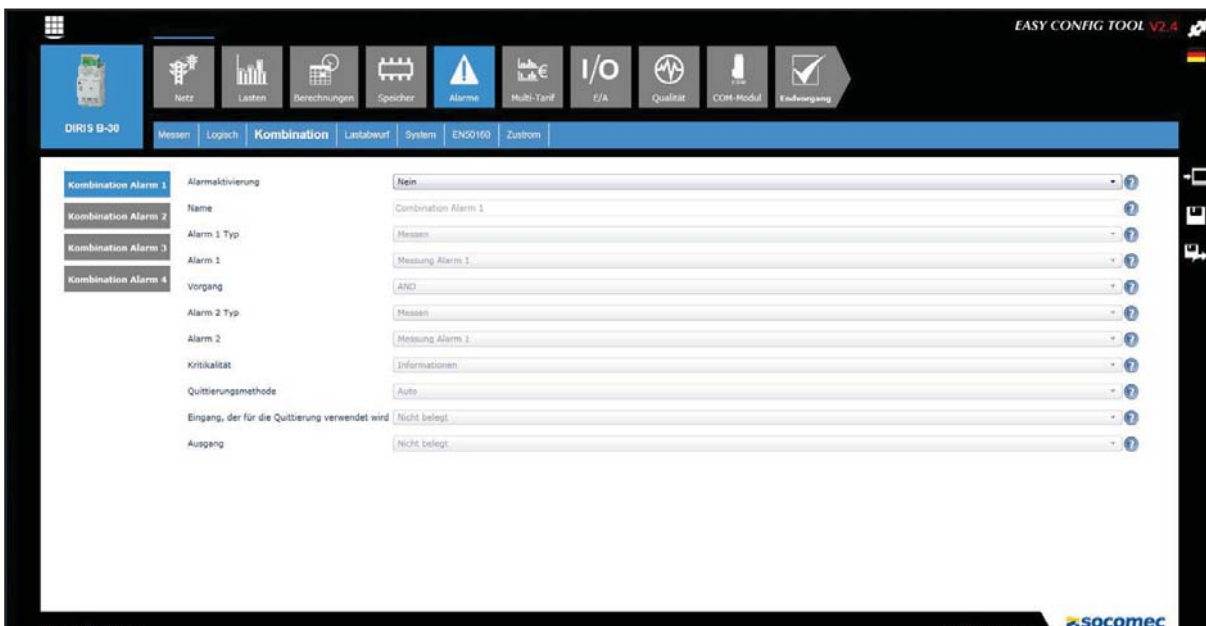 EASY CONFIG TOOL V2.4
DIRIS B-30
Netz
Lasten
Berechnungen
Speicher
Alarme
Multi-Tarif
I/O
E/A
Qualität
COM-Modul
Endvorgang
Messen
Logisch
Kombination
Lastabwurf
System
EN50160
Zustrom
Kombination Alarm 1
Kombination Alarm 2
Kombination Alarm 3
Kombination Alarm 4
Alarmaktivierung Nein
Name Combination Alarm 1
Alarm 1 Typ Messen
Alarm 1 Messung Alarm 1
Vorgang AND
Alarm 2 Typ Messen
Alarm 2 Messung Alarm 1
Kritikalität Informationen
Quittierungsmethode Auto
Eingang, der für die Quittierung verwendet wird Nicht belegt
Ausgang Nicht belegt
socomec